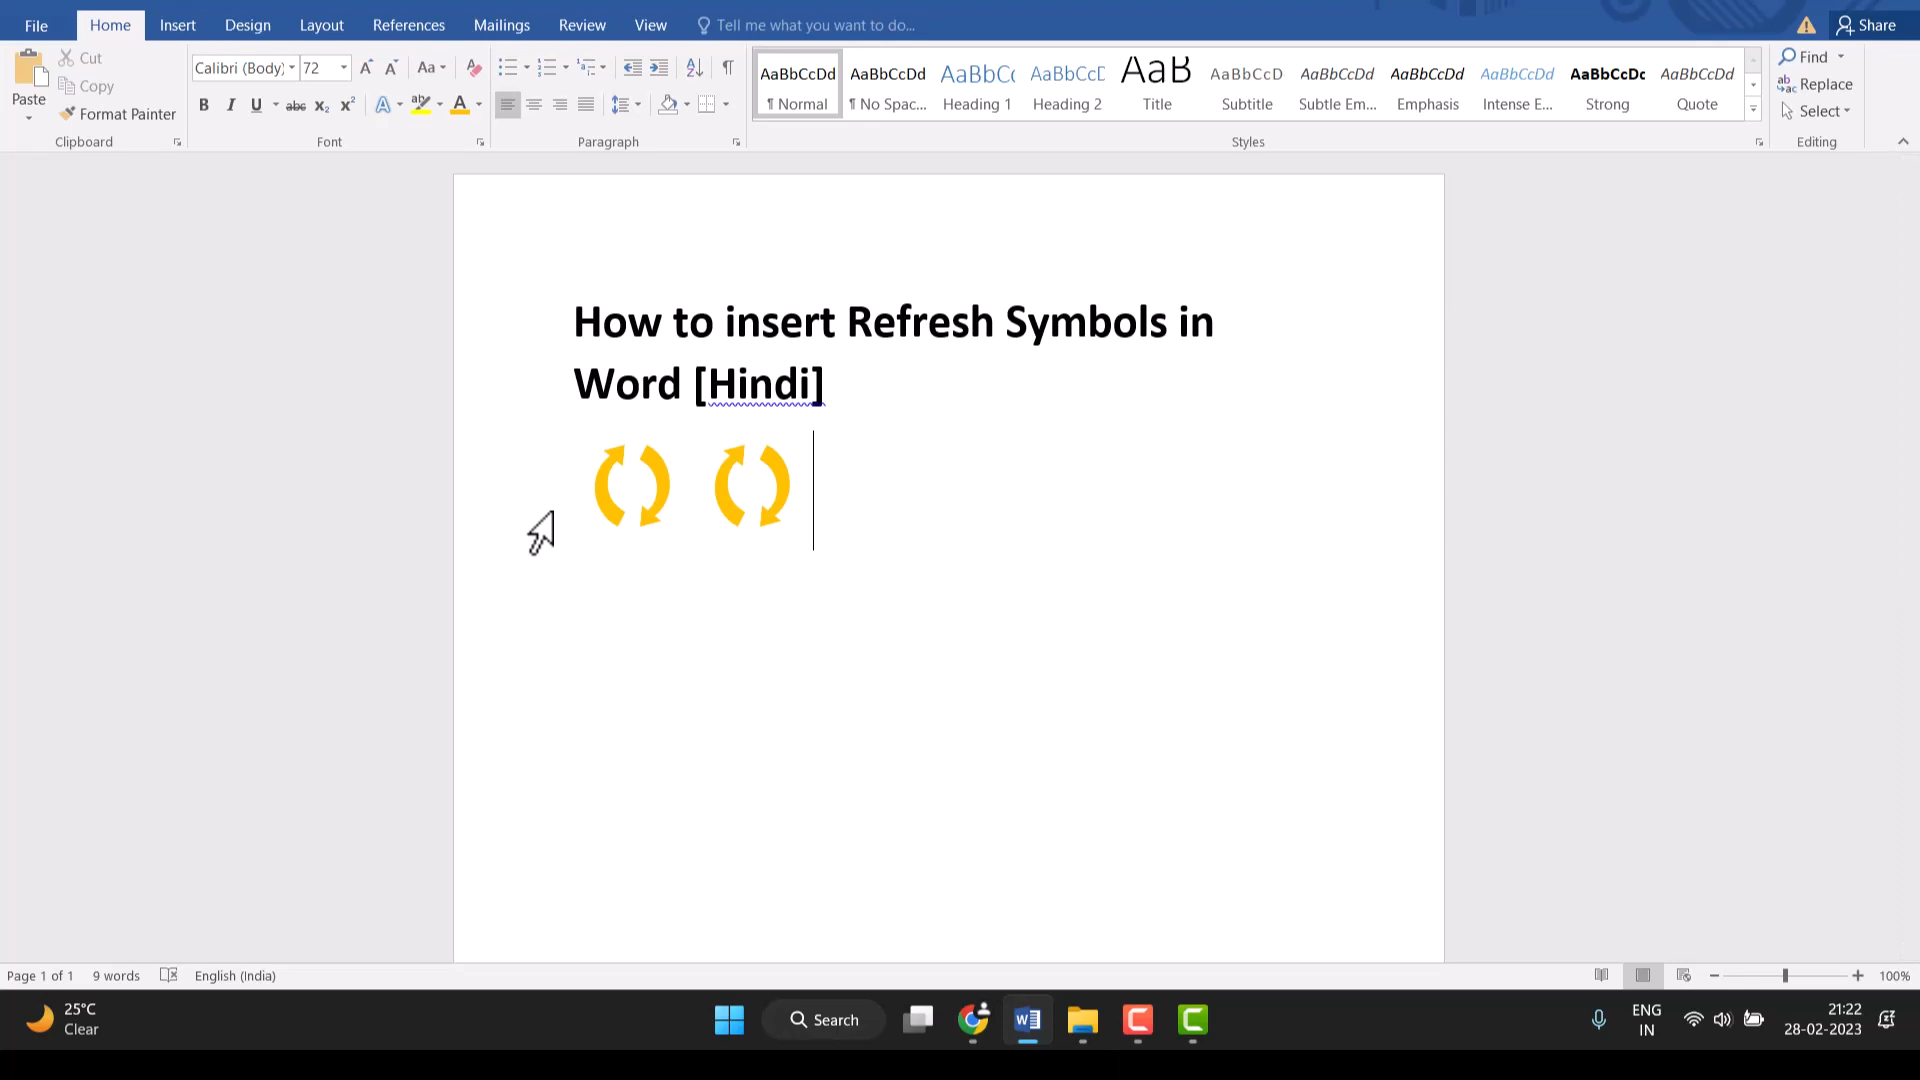 File Home Insert Design Layout References Mailings Review View Tell me what you want to do... Share
Paste Cut Copy Format Painter Clipboard
Calibri (Body) 72 Aa
B I U abc x₂ x² A ab A Font
Paragraph
AaBbCcDd AaBbCcDd AaBbC( AaBbCcD AaB AaBbCcD AaBbCcDd AaBbCcDd AaBbCcDd AaBbCcDc AaBbCcDd
¶ Normal ¶ No Spac... Heading 1 Heading 2 Title Subtitle Subtle Em... Emphasis Intense E... Strong Quote
Styles
Find
Replace
Select
Editing
How to insert Refresh Symbols in
Word [Hindi]
Page 1 of 1 9 words English (India) 100%
25°C
Clear
Search
ENG
IN
21:22
28-02-2023